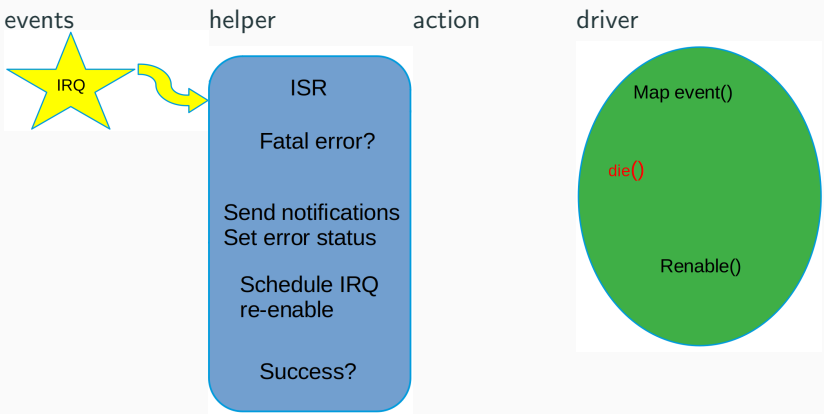 events helper action driver
IRQ
ISR
Map event()
Fatal error?
die()
Send notifications
Set error status
Renable()
Schedule IRQ
re-enable
Success?